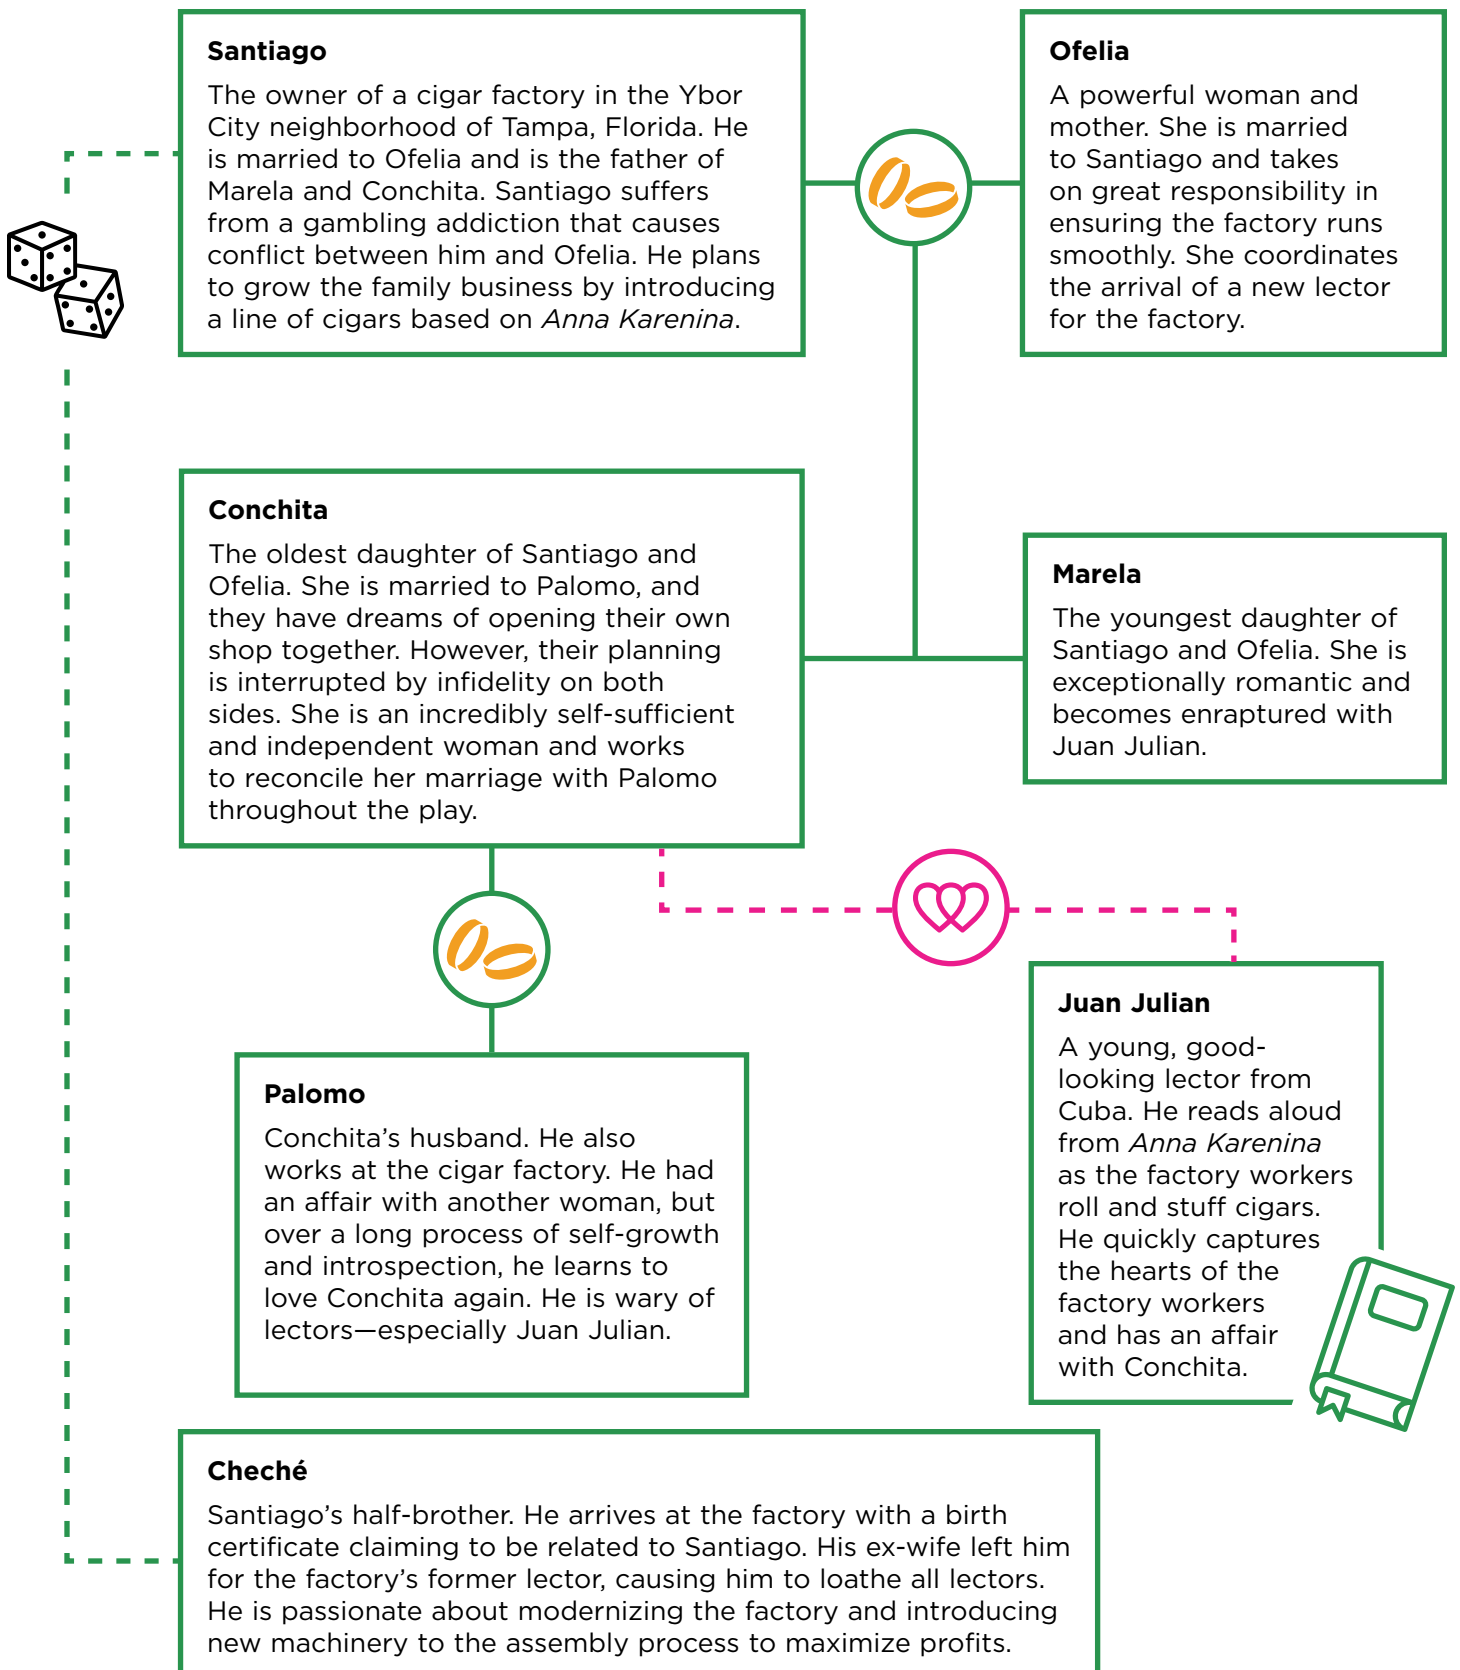 Santiago
The owner of a cigar factory in the Ybor
City neighborhood of Tampa, Florida. He
is married to Ofelia and is the father of
Marela and Conchita. Santiago suffers
from a gambling addiction that causes
conflict between him and Ofelia. He plans
to grow the family business by introducing
a line of cigars based on Anna Karenina.
Ofelia
A powerful woman and
mother. She is married
to Santiago and takes
on great responsibility in
ensuring the factory runs
smoothly. She coordinates
the arrival of a new lector
for the factory.
Conchita
The oldest daughter of Santiago and
Ofelia. She is married to Palomo, and
they have dreams of opening their own
shop together. However, their planning
is interrupted by infidelity on both
sides. She is an incredibly self-sufficient
and independent woman and works
to reconcile her marriage with Palomo
throughout the play.
Marela
The youngest daughter of
Santiago and Ofelia. She is
exceptionally romantic and
becomes enraptured with
Juan Julian.
Palomo
Conchita’s husband. He also
works at the cigar factory. He had
an affair with another woman, but
over a long process of self-growth
and introspection, he learns to
love Conchita again. He is wary of
lectors—especially Juan Julian.
Juan Julian
A young, good-
looking lector from
Cuba. He reads aloud
from Anna Karenina
as the factory workers
roll and stuff cigars.
He quickly captures
the hearts of the
factory workers
and has an affair
with Conchita.
Cheché
Santiago’s half-brother. He arrives at the factory with a birth
certificate claiming to be related to Santiago. His ex-wife left him
for the factory’s former lector, causing him to loathe all lectors.
He is passionate about modernizing the factory and introducing
new machinery to the assembly process to maximize profits.